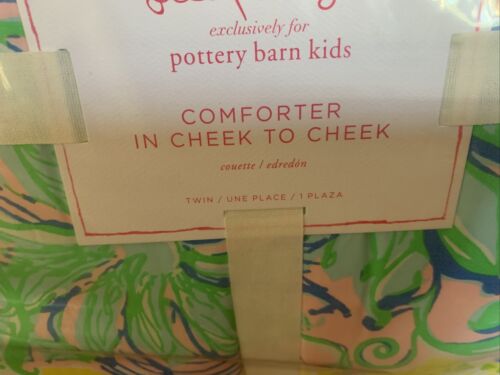 exclusively for
pottery barn kids
COMFORTER
IN CHEEK TO CHEEK
couette / edredón
TWIN / UNE PLACE / 1 PLAZA